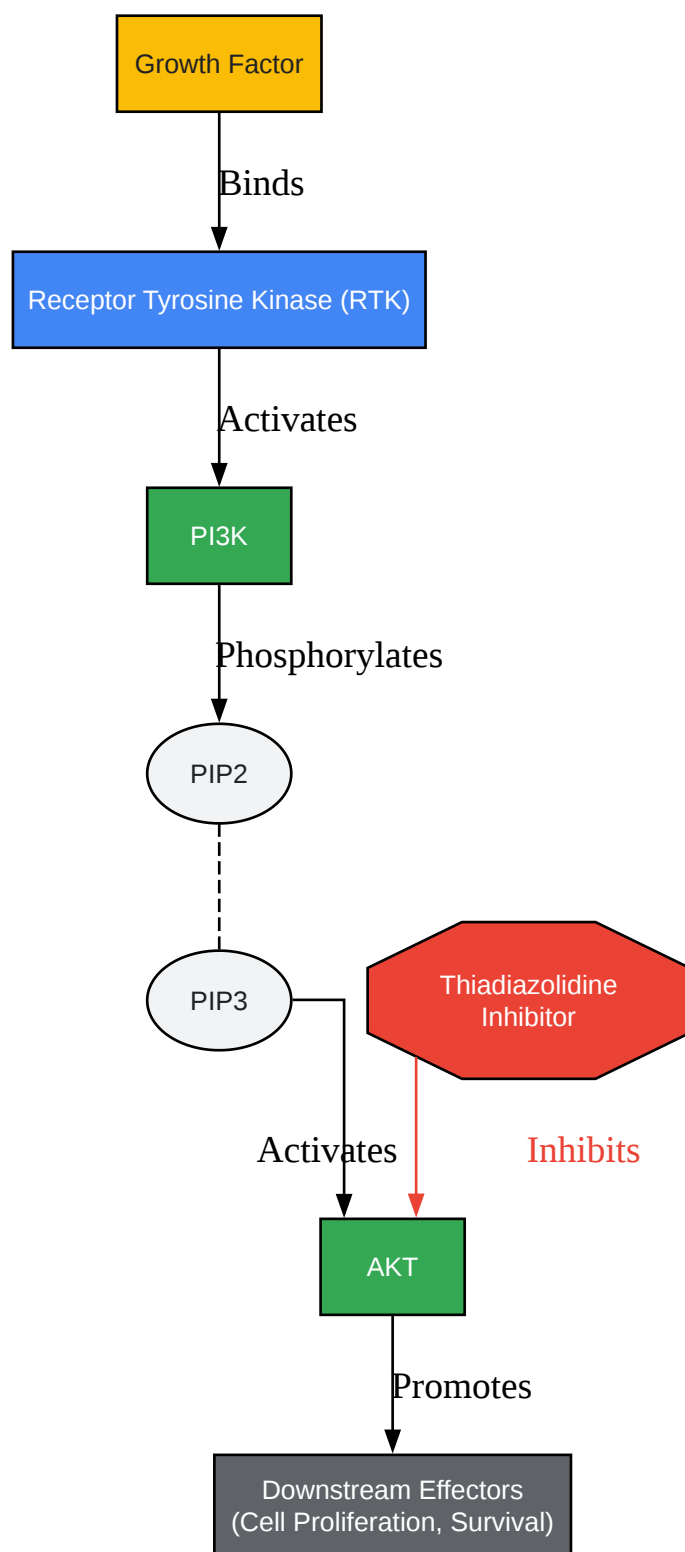 Growth Factor
Binds
Receptor Tyrosine Kinase (RTK)
Activates
PI3K
Phosphorylates
PIP2
PIP3
Thiadiazolidine
Inhibitor
Activates
Inhibits
AKT
Promotes
Downstream Effectors
(Cell Proliferation, Survival)